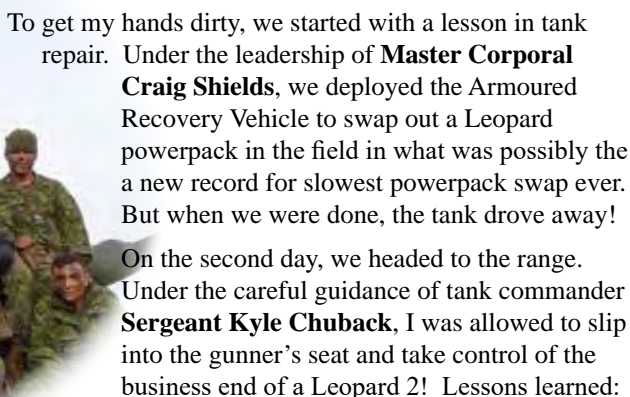 To get my hands dirty, we started with a lesson in tank
repair. Under the leadership of Master Corporal
Craig Shields, we deployed the Armoured
Recovery Vehicle to swap out a Leopard
powerpack in the field in what was possibly the
a new record for slowest powerpack swap ever.
But when we were done, the tank drove away!
On the second day, we headed to the range.
Under the careful guidance of tank commander
Sergeant Kyle Chuback, I was allowed to slip
into the gunner's seat and take control of the
business end of a Leopard 2! Lessons learned: